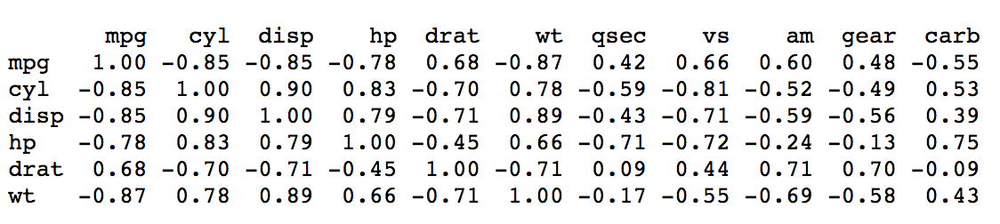 mpg cyl disp hp drat wt qsec vs am gear carb
mpg 1.00 -0.85 -0.85 -0.78 0.68 -0.87 0.42 0.66 0.60 0.48 -0.55
cyl -0.85 1.00 0.90 0.83 -0.70 0.78 -0.59 -0.81 -0.52 -0.49 0.53
disp -0.85 0.90 1.00 0.79 -0.71 0.89 -0.43 -0.71 -0.59 -0.56 0.39
hp -0.78 0.83 0.79 1.00 -0.45 0.66 -0.71 -0.72 -0.24 -0.13 0.75
drat 0.68 -0.70 -0.71 -0.45 1.00 -0.71 0.09 0.44 0.71 0.70 -0.09
wt -0.87 0.78 0.89 0.66 -0.71 1.00 -0.17 -0.55 -0.69 -0.58 0.43